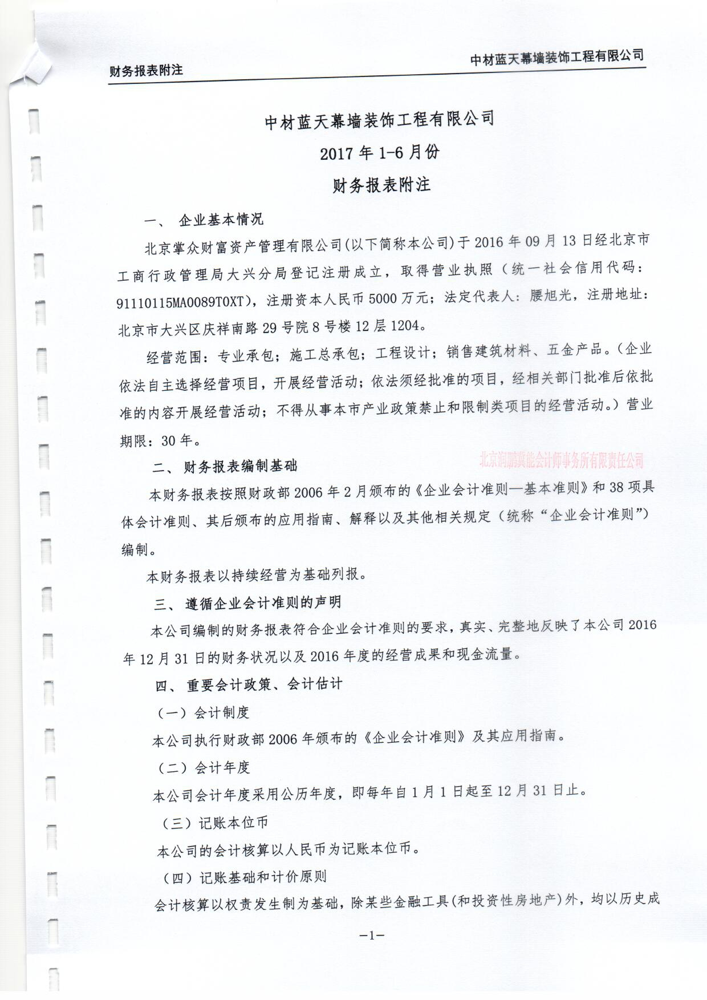 财务报表附注
中材蓝天幕墙装饰工程有限公司
中材蓝天幕墙装饰工程有限公司
2017 年 1-6 月份
财务报表附注
一、 企业基本情况
北京掌众财富资产管理有限公司(以下简称本公司)于 2016 年 09 月 13 日经北京市
工商行政管理局大兴分局登记注册成立，取得营业执照（统一社会信用代码：
91110115MA0089T0XT），注册资本人民币 5000 万元；法定代表人：腰旭光，注册地址：
北京市大兴区庆祥南路 29 号院 8 号楼 12 层 1204。
经营范围：专业承包；施工总承包；工程设计；销售建筑材料、五金产品。（企业
依法自主选择经营项目，开展经营活动；依法须经批准的项目，经相关部门批准后依批
准的内容开展经营活动；不得从事本市产业政策禁止和限制类项目的经营活动。）营业
期限：30 年。
北京润鹏冀能会计师事务所有限责任公司
二、 财务报表编制基础
本财务报表按照财政部 2006 年 2 月颁布的《企业会计准则—基本准则》和 38 项具
体会计准则、其后颁布的应用指南、解释以及其他相关规定（统称“企业会计准则”）
编制。
本财务报表以持续经营为基础列报。
三、 遵循企业会计准则的声明
本公司编制的财务报表符合企业会计准则的要求，真实、完整地反映了本公司 2016
年 12 月 31 日的财务状况以及 2016 年度的经营成果和现金流量。
四、 重要会计政策、会计估计
（一）会计制度
本公司执行财政部 2006 年颁布的《企业会计准则》及其应用指南。
（二）会计年度
本公司会计年度采用公历年度，即每年自 1 月 1 日起至 12 月 31 日止。
（三）记账本位币
本公司的会计核算以人民币为记账本位币。
（四）记账基础和计价原则
会计核算以权责发生制为基础，除某些金融工具(和投资性房地产)外，均以历史成
－1－